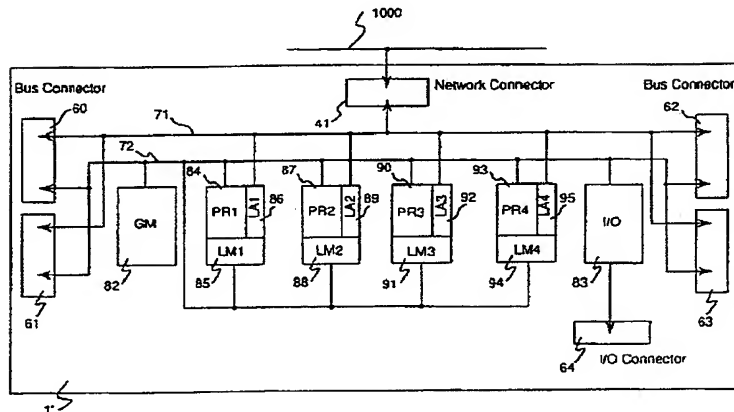 1000
Bus Connector
Network Connector
Bus Connector
60
41
62
71
72
84
87
90
93
GM
PR1
LA1
86
PR2
LA2
89
PR3
LA3
92
PR4
LA4
95
I/O
LM1
LM2
LM3
LM4
61
82
85
88
91
94
83
63
64
I/O Connector